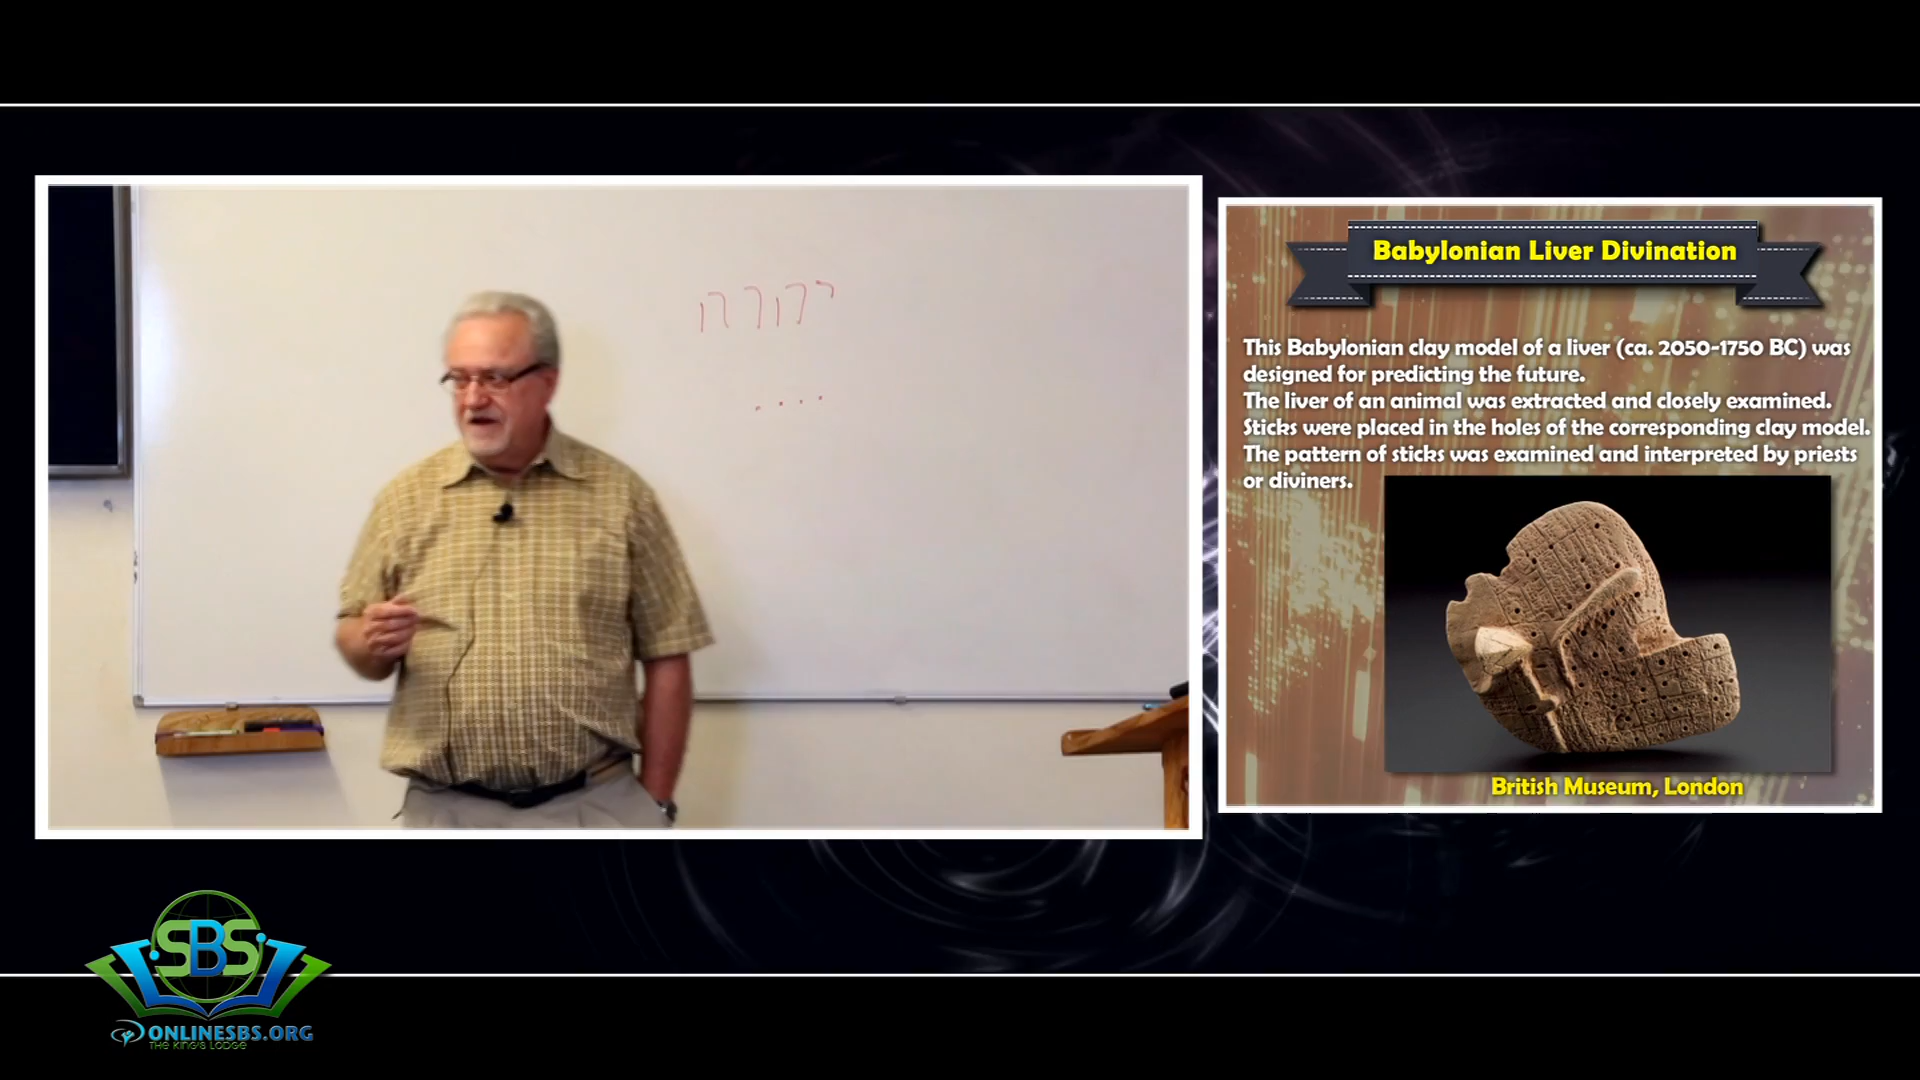 יהוה
. . . .
Babylonian Liver Divination
This Babylonian clay model of a liver (ca. 2050-1750 BC) was
designed for predicting the future.
The liver of an animal was extracted and closely examined.
Sticks were placed in the holes of the corresponding clay model.
The pattern of sticks was examined and interpreted by priests
or diviners.
British Museum, London
SBS
ONLINESBS.ORG
THE KING'S LODGE